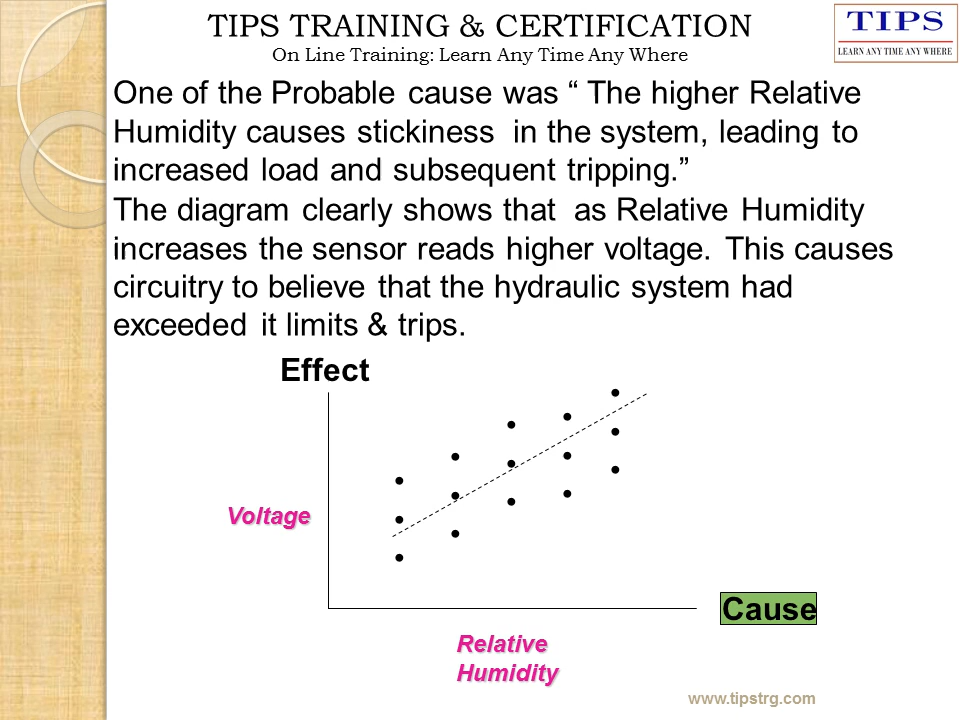 TIPS TRAINING & CERTIFICATION
On Line Training: Learn Any Time Any Where
TIPS
LEARN ANY TIME ANY WHERE
One of the Probable cause was “ The higher Relative
Humidity causes stickiness in the system, leading to
increased load and subsequent tripping.”
The diagram clearly shows that as Relative Humidity
increases the sensor reads higher voltage. This causes
circuitry to believe that the hydraulic system had
exceeded it limits & trips.
Effect
Voltage
Cause
Relative
Humidity
www.tipstrg.com